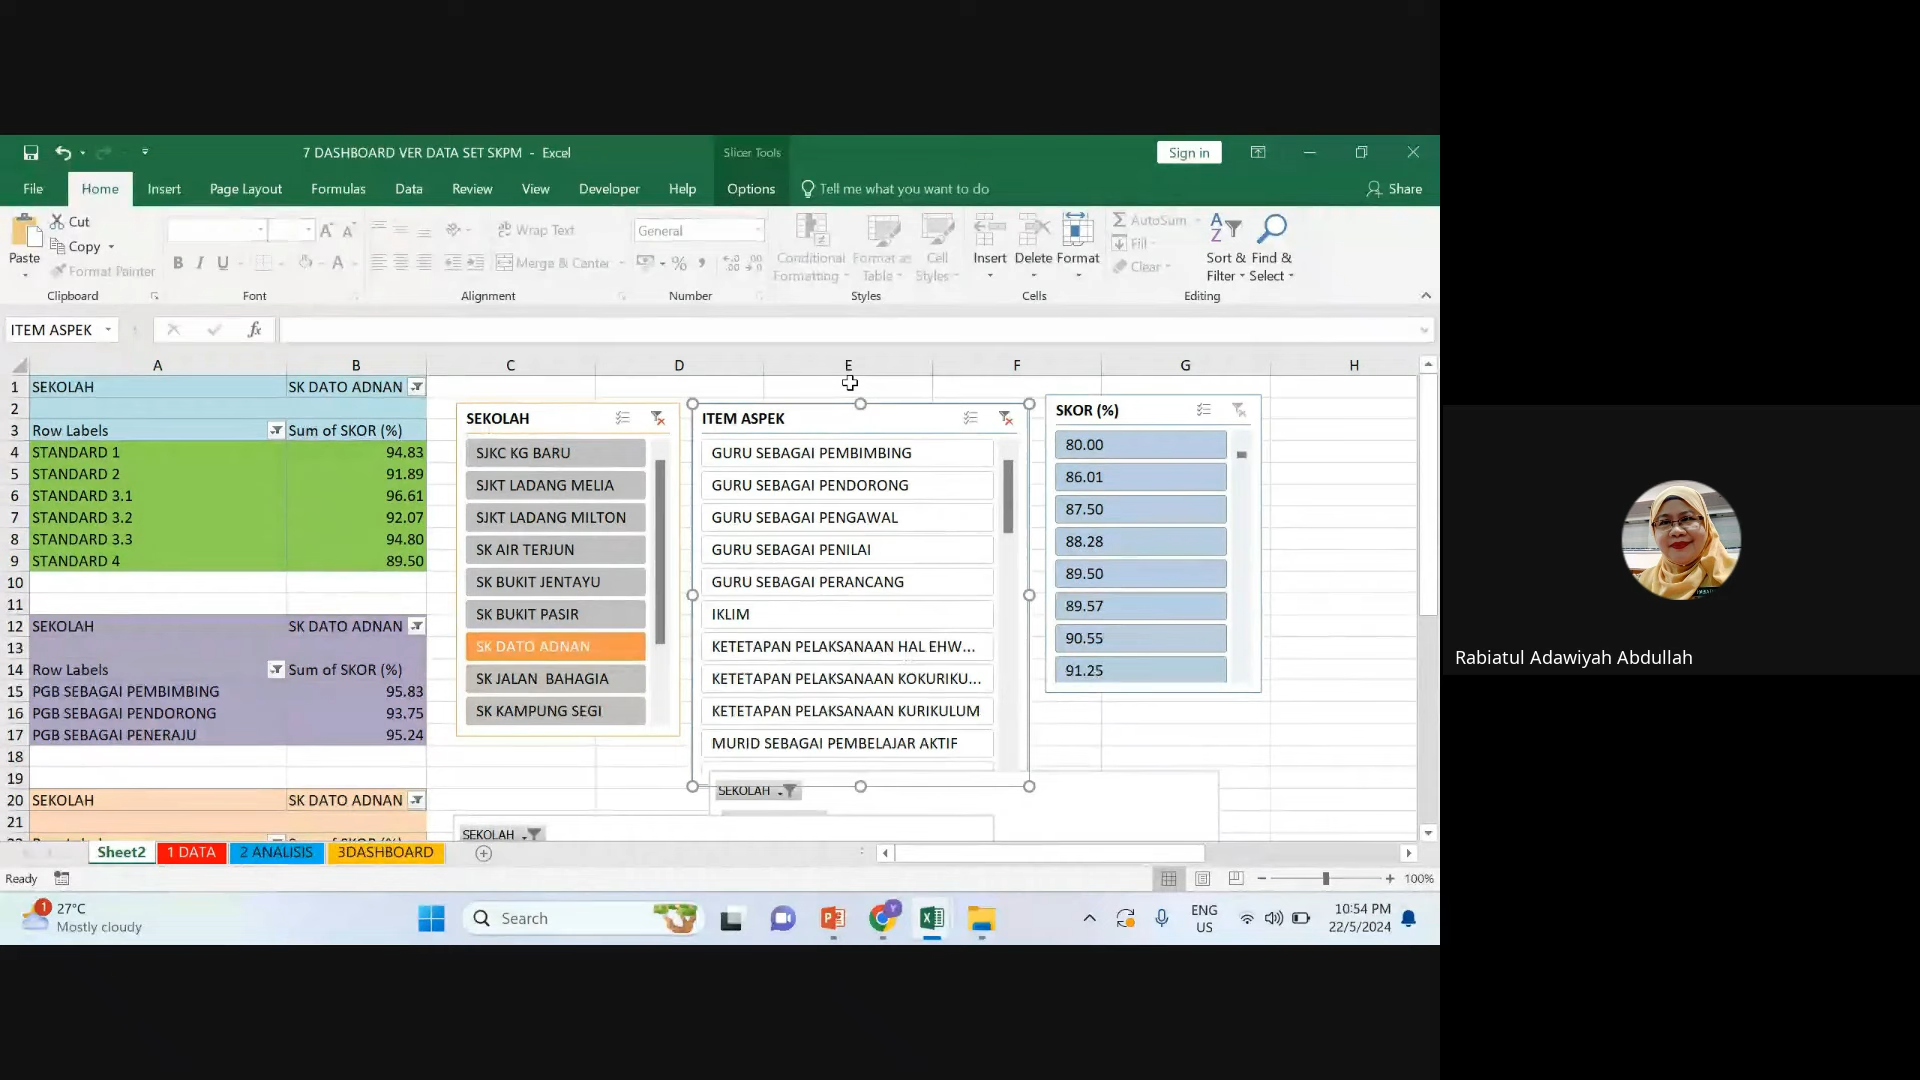 7 DASHBOARD VER DATA SET SKPM - Excel
Slicer Tools
Sign in
File Home Insert Page Layout Formulas Data Review View Developer Help Options Tell me what you want to do Share
Paste
Cut
Copy
Format Painter
Clipboard
B I U
Font
Wrap Text
Merge & Center
Alignment
General
%
Number
Conditional Formatting
Format as Table
Cell Styles
Styles
Insert
Delete
Format
Cells
AutoSum
Fill
Clear
Sort & Filter
Find & Select
Editing
ITEM ASPEK
fx
A B C D E F G H
1 SEKOLAH SK DATO ADNAN
2
3 Row Labels Sum of SKOR (%)
4 STANDARD 1 94.83
5 STANDARD 2 91.89
6 STANDARD 3.1 96.61
7 STANDARD 3.2 92.07
8 STANDARD 3.3 94.80
9 STANDARD 4 89.50
10
11
12 SEKOLAH SK DATO ADNAN
13
14 Row Labels Sum of SKOR (%)
15 PGB SEBAGAI PEMBIMBING 95.83
16 PGB SEBAGAI PENDORONG 93.75
17 PGB SEBAGAI PENERAJU 95.24
18
19
20 SEKOLAH SK DATO ADNAN
21
SEKOLAH
SJKC KG BARU
SJKT LADANG MELIA
SJKT LADANG MILTON
SK AIR TERJUN
SK BUKIT JENTAYU
SK BUKIT PASIR
SK DATO ADNAN
SK JALAN BAHAGIA
SK KAMPUNG SEGI
ITEM ASPEK
GURU SEBAGAI PEMBIMBING
GURU SEBAGAI PENDORONG
GURU SEBAGAI PENGAWAL
GURU SEBAGAI PENILAI
GURU SEBAGAI PERANCANG
IKLIM
KETETAPAN PELAKSANAAN HAL EHW...
KETETAPAN PELAKSANAAN KOKURIKU...
KETETAPAN PELAKSANAAN KURIKULUM
MURID SEBAGAI PEMBELAJAR AKTIF
SKOR (%)
80.00
86.01
87.50
88.28
89.50
89.57
90.55
91.25
SEKOLAH
SEKOLAH
Sheet2 1 DATA 2 ANALISIS 3DASHBOARD
Ready
100%
1
27°C
Mostly cloudy
Search
Y
ENG
US
10:54 PM
22/5/2024
Rabiatul Adawiyah Abdullah